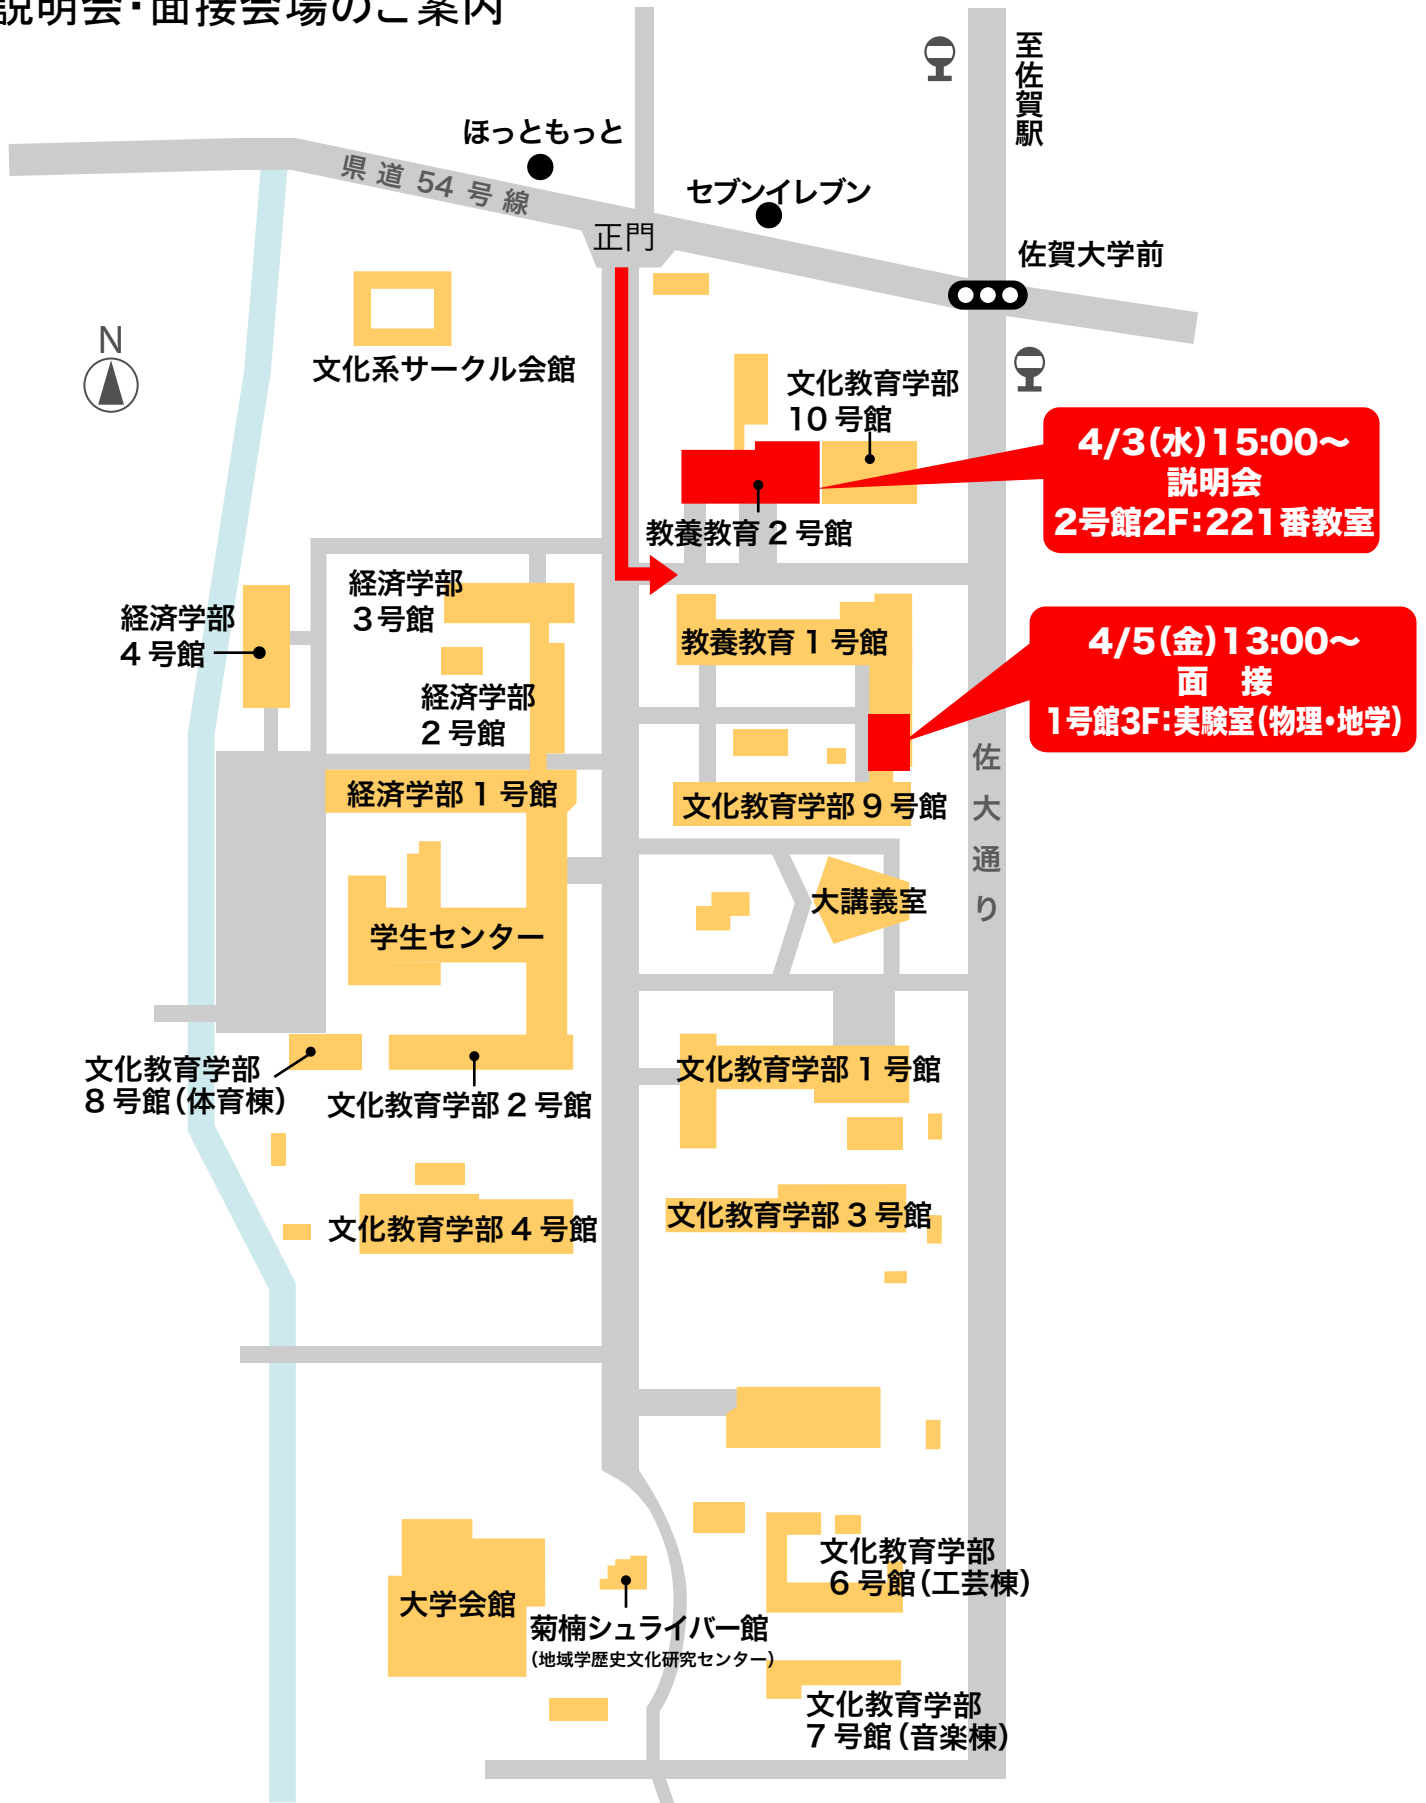 説明会・面接会場のご案内
至佐賀駅
ほっともっと
県道54号線
セブンイレブン
正門
佐賀大学前
N
文化系サークル会館
文化教育学部
10号館
4/3(水)15:00〜
説明会
2号館2F:221番教室
教養教育2号館
経済学部
3号館
経済学部
4号館
教養教育1号館
4/5(金)13:00〜
面　接
1号館3F:実験室(物理・地学)
経済学部
2号館
佐大通り
経済学部1号館
文化教育学部9号館
大講義室
学生センター
文化教育学部
8号館(体育棟)
文化教育学部2号館
文化教育学部1号館
文化教育学部4号館
文化教育学部3号館
文化教育学部
6号館(工芸棟)
大学会館
菊楠シュライバー館
(地域学歴史文化研究センター)
文化教育学部
7号館(音楽棟)